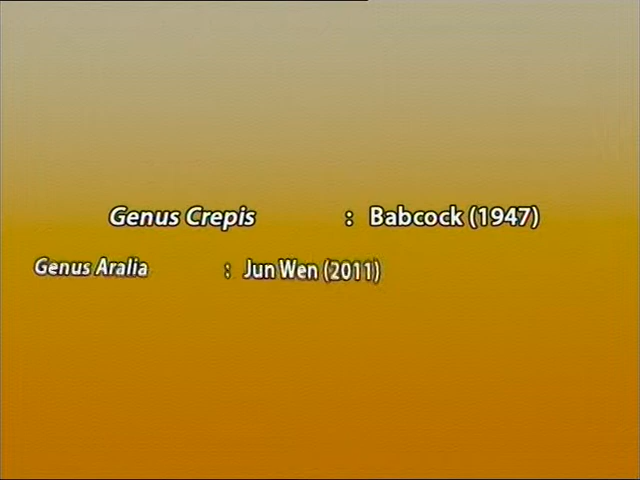 Genus Crepis : Babcock (1947)
Genus Aralia : Jun Wen (2011)